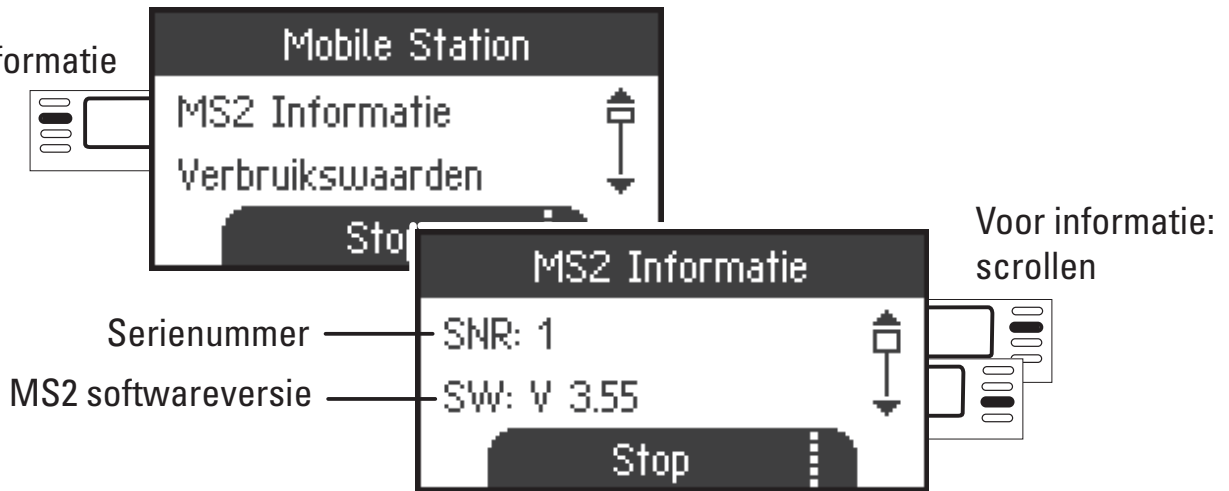 Mobile Station
formatie
MS2 Informatie
Verbruikswaarden
Stop
Voor informatie:
scrollen
MS2 Informatie
Serienummer
SNR: 1
MS2 softwareversie
SW: V 3.55
Stop